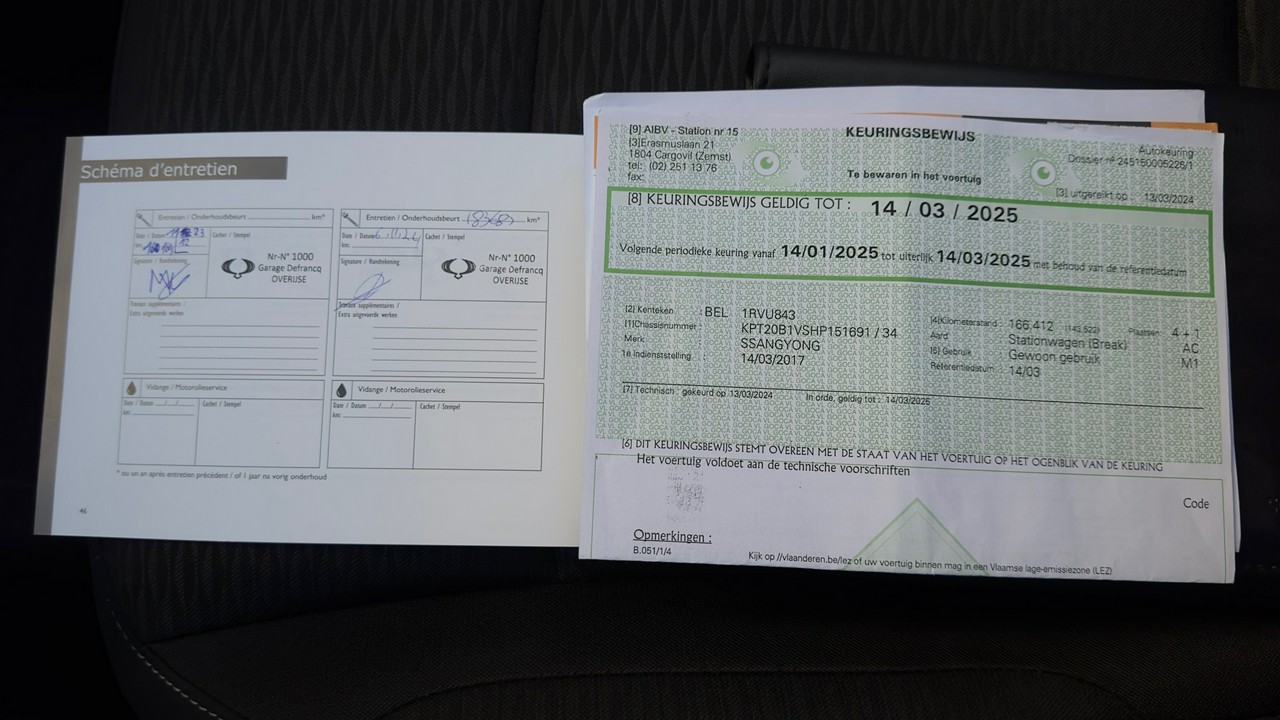 Schéma d'entretien
Entretien / Onderhoudsbeurt km*
Date / Datum
km:
Cachet / Stempel
Signature / Handtekening
Nr-N° 1000
Garage Defrancq
OVERIJSE
Travaux supplémentaires /
Extra uitgevoerde werken
Vidange / Motorolieservice
Date / Datum / /
km:
Cachet / Stempel
Entretien / Onderhoudsbeurt km*
Date / Datum
km:
Cachet / Stempel
Signature / Handtekening
Nr-N° 1000
Garage Defrancq
OVERIJSE
Travaux supplémentaires /
Extra uitgevoerde werken
Vidange / Motorolieservice
Date / Datum / /
km:
Cachet / Stempel
* ou un an après entretien précédent / of 1 jaar na vorig onderhoud
46
[9] AIBV - Station nr 15
[3]Erasmuslaan 21
1804 Cargovil (Zemst)
tel: (02) 251 13 76
fax:
KEURINGSBEWIJS
Te bewaren in het voertuig
Autokeuring
Dossier nº 245150005226/1
[3] uitgereikt op : 13/03/2024
[8] KEURINGSBEWIJS GELDIG TOT : 14 / 03 / 2025
Volgende periodieke keuring vanaf 14/01/2025 tot uiterlijk 14/03/2025 met behoud van de referentiedatum
[2] Kenteken : BEL 1RVU843
[1]Chassisnummer : KPT20B1VSHP151691 / 34
Merk : SSANGYONG
1e Indienststelling : 14/03/2017
[4]Kilometerstand : 166.412 (143.522) Plaatsen: 4 + 1
Aard : Stationwagen (Break) AC
[5] Gebruik : Gewoon gebruik M1
Referentiedatum : 14/03
[7] Technisch : gekeurd op 13/03/2024 In orde, geldig tot : 14/03/2025
[6] DIT KEURINGSBEWIJS STEMT OVEREEN MET DE STAAT VAN HET VOERTUIG OP HET OGENBLIK VAN DE KEURING
Het voertuig voldoet aan de technische voorschriften
Code
Opmerkingen :
B.051/1/4
Kijk op //vlaanderen.be/lez of uw voertuig binnen mag in een Vlaamse lage-emissiezone (LEZ)